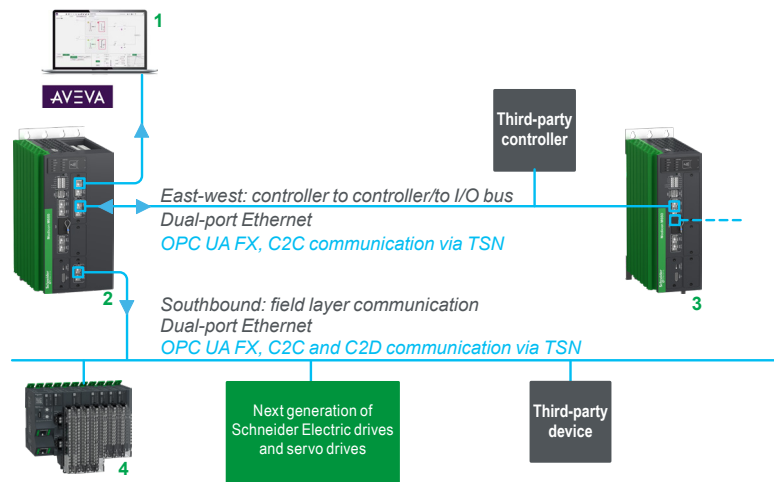 1
AVEVA
Third-party
controller
East-west: controller to controller/to I/O bus
Dual-port Ethernet
OPC UA FX, C2C communication via TSN
2
3
Southbound: field layer communication
Dual-port Ethernet
OPC UA FX, C2C and C2D communication via TSN
Next generation of
Schneider Electric drives
and servo drives
Third-party
device
4